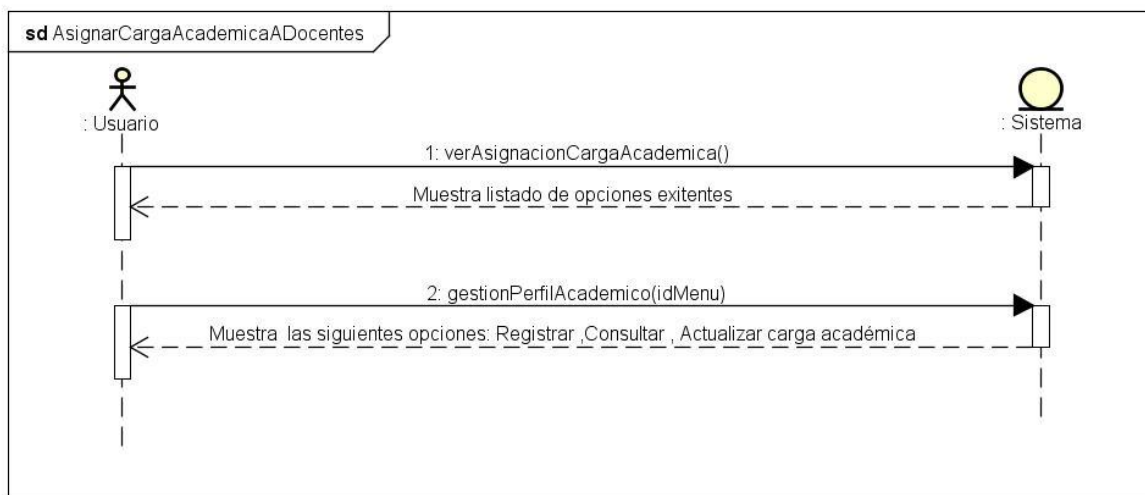 sd AsignarCargaAcademicaADocentes
: Usuario
: Sistema
1: verAsignacionCargaAcademica()
Muestra listado de opciones exitentes
2: gestionPerfilAcademico(idMenu)
Muestra las siguientes opciones: Registrar ,Consultar , Actualizar carga académica